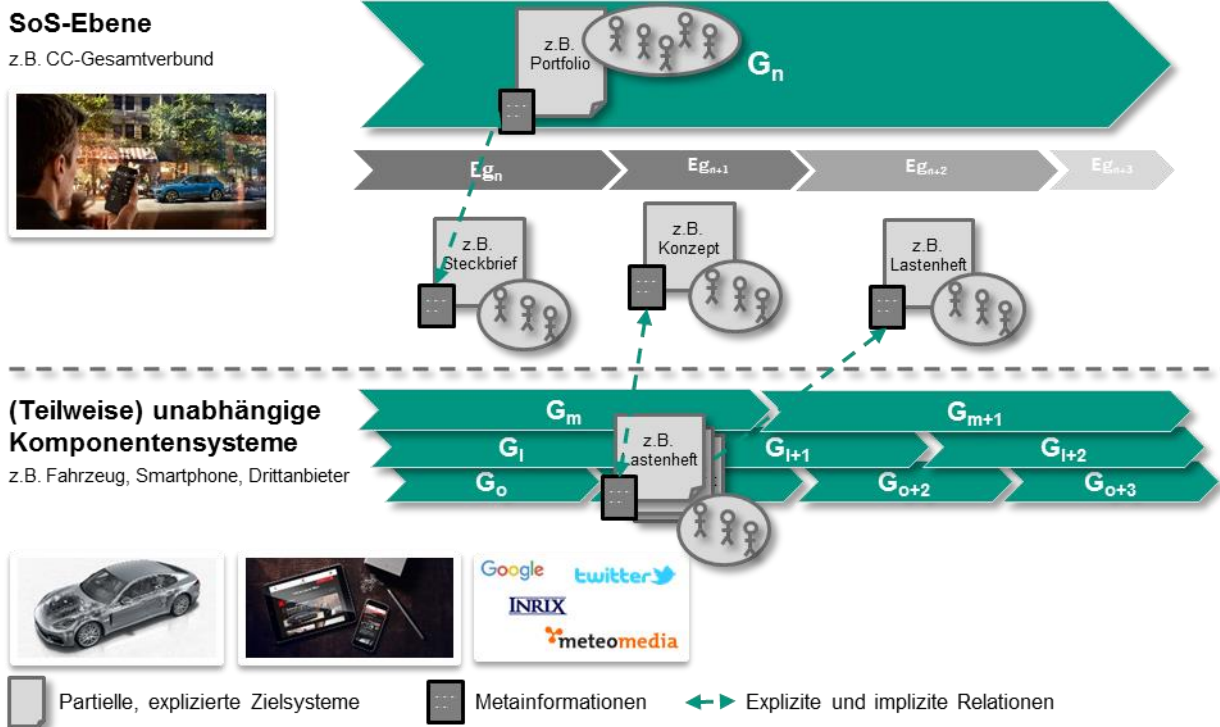 SoS-Ebene
z.B. CC-Gesamtverbund
z.B.
Portfolio
Gn
Egn
Egn+1
Egn+2
Egn+3
z.B.
Steckbrief
z.B.
Konzept
z.B.
Lastenheft
(Teilweise) unabhängige
Komponentensysteme
z.B. Fahrzeug, Smartphone, Drittanbieter
Gm
Gm+1
Gl
z.B.
Lastenheft
Gl+1
Gl+2
Go
Go+2
Go+3
Google
twitter
INRIX
meteomedia
Partielle, explizierte Zielsysteme
Metainformationen
Explizite und implizite Relationen